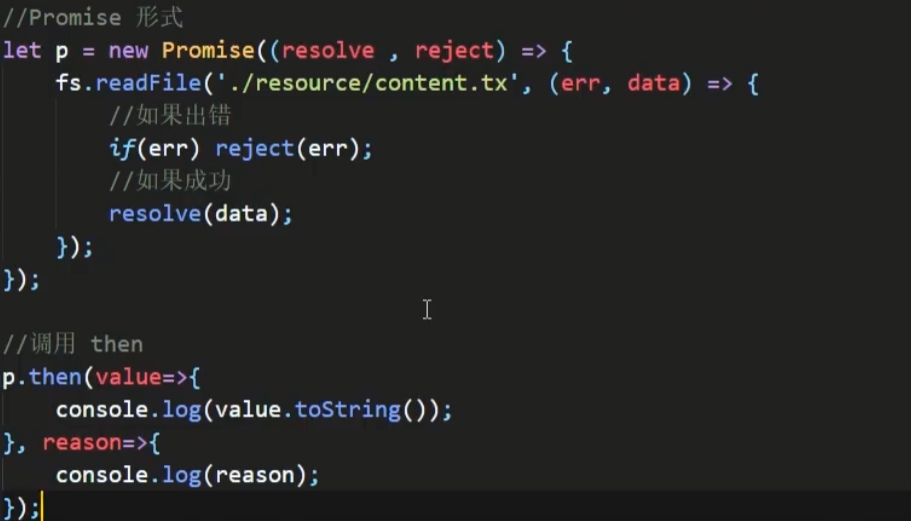 //Promise 形式
let p = new Promise((resolve , reject) => {
    fs.readFile('./resource/content.tx', (err, data) => {
        //如果出错
        if(err) reject(err);
        //如果成功
        resolve(data);
    });
});

//调用 then
p.then(value=>{
    console.log(value.toString());
}, reason=>{
    console.log(reason);
});